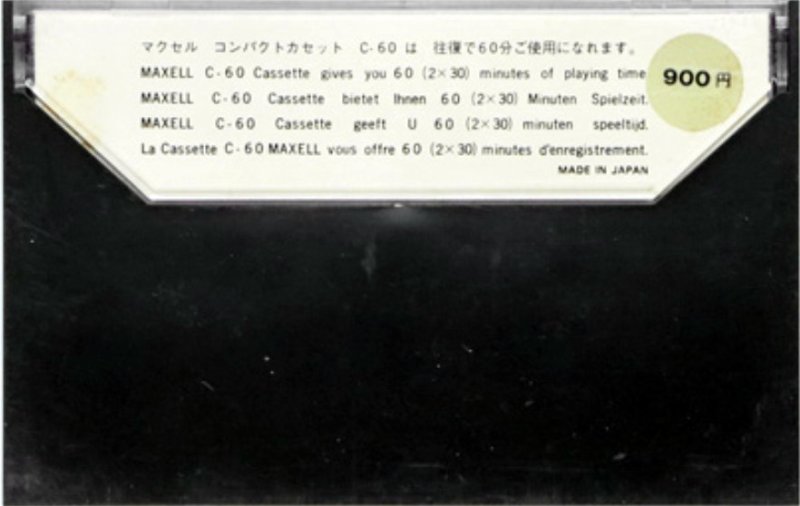 マクセル コンパクトカセット C-60 は 往復で60分ご使用になれます。
MAXELL C-60 Cassette gives you 60 (2×30) minutes of playing time
900円
MAXELL C-60 Cassette bietet Ihnen 60 (2×30) Minuten Spielzeit.
MAXELL C-60 Cassette geeft U 60 (2×30) minuten speeltijd.
La Cassette C-60 MAXELL vous offre 60 (2×30) minutes d'enregistrement.
MADE IN JAPAN